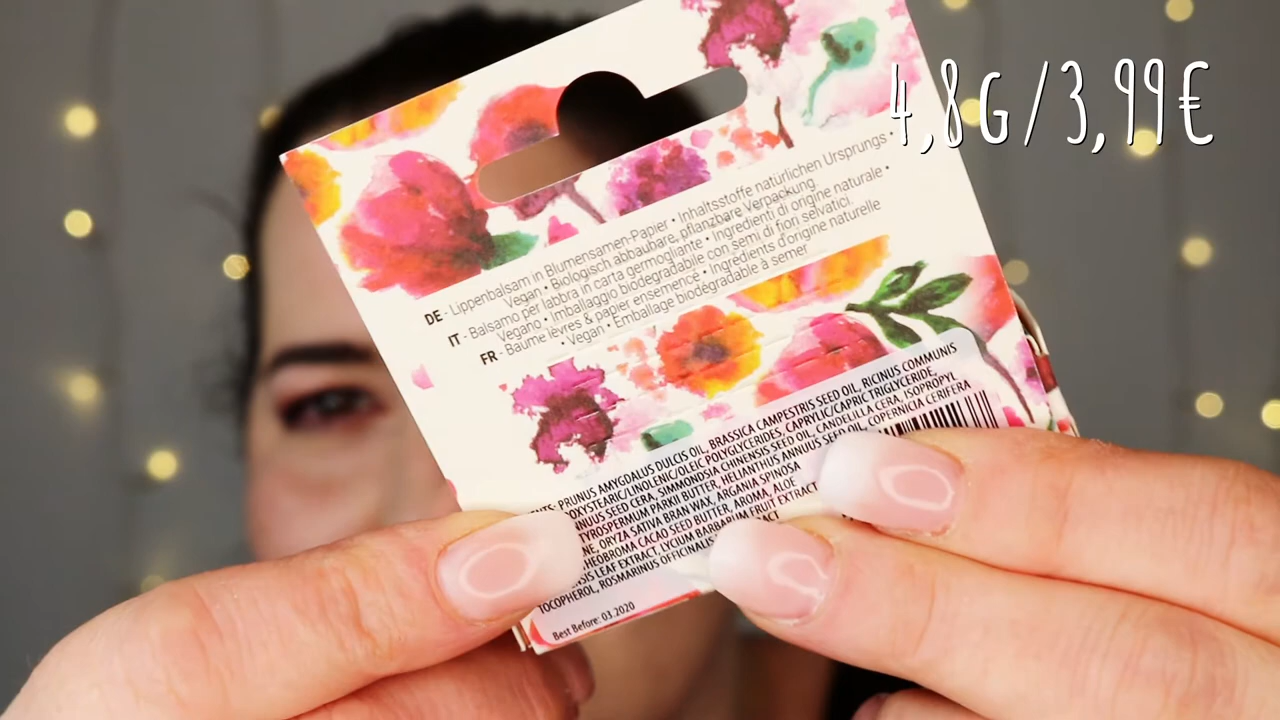 4,8G/3,99€
DE - Lippenbalsam in Blumensamen-Papier • Inhaltsstoffe natürlichen Ursprungs •
Vegan • Biologisch abbaubare, pflanzbare Verpackung
IT - Balsamo per labbra in carta germogliante • Ingredienti di origine naturale •
Vegano • Imballaggio biodegradabile con semi di fiori selvatici.
FR - Baume lèvres & papier ensemencé • Ingrédients d'origine naturelle
• Vegan • Emballage biodégradable à semer
PRUNUS AMYGDALUS DULCIS OIL, BRASSICA CAMPESTRIS SEED OIL, RICINUS COMMUNIS
OXYSTEARIC/LINOLENIC/OLEIC POLYGLYCERIDES, CAPRYLIC/CAPRIC TRIGLYCERIDE,
SEED CERA, SIMMONDSIA CHINENSIS SEED OIL, CANDELILLA CERA, ISOPROPYL
PARKII BUTTER, HELIANTHUS ANNUUS SEED OIL, COPERNICIA CERIFERA
ORYZA SATIVA BRAN WAX, ARGANIA SPINOSA
CACAO SEED BUTTER, AROMA, ALOE
LEAF EXTRACT, LYCIUM BARBARUM FRUIT EXTRACT
TOCOPHEROL, ROSMARINUS OFFICINALIS
Best Before: 03.2020